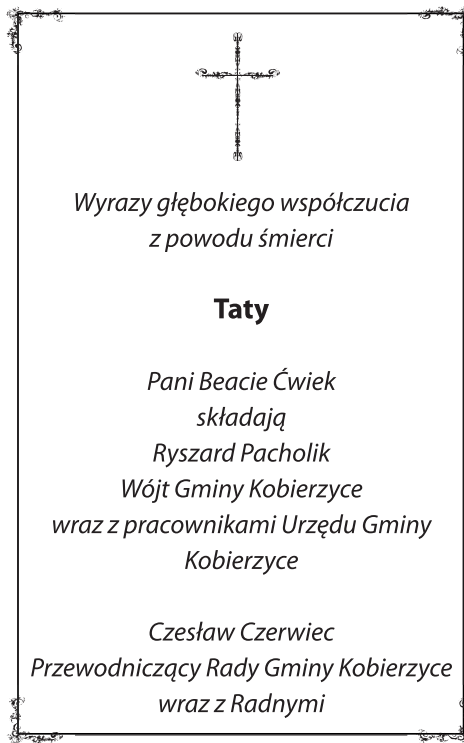 Wyrazy głębokiego współczucia
z powodu śmierci
Taty
Pani Beacie Ćwiek
składają
Ryszard Pacholik
Wójt Gminy Kobierzyce
wraz z pracownikami Urzędu Gminy
Kobierzyce
Czesław Czerwiec
Przewodniczący Rady Gminy Kobierzyce
wraz z Radnymi